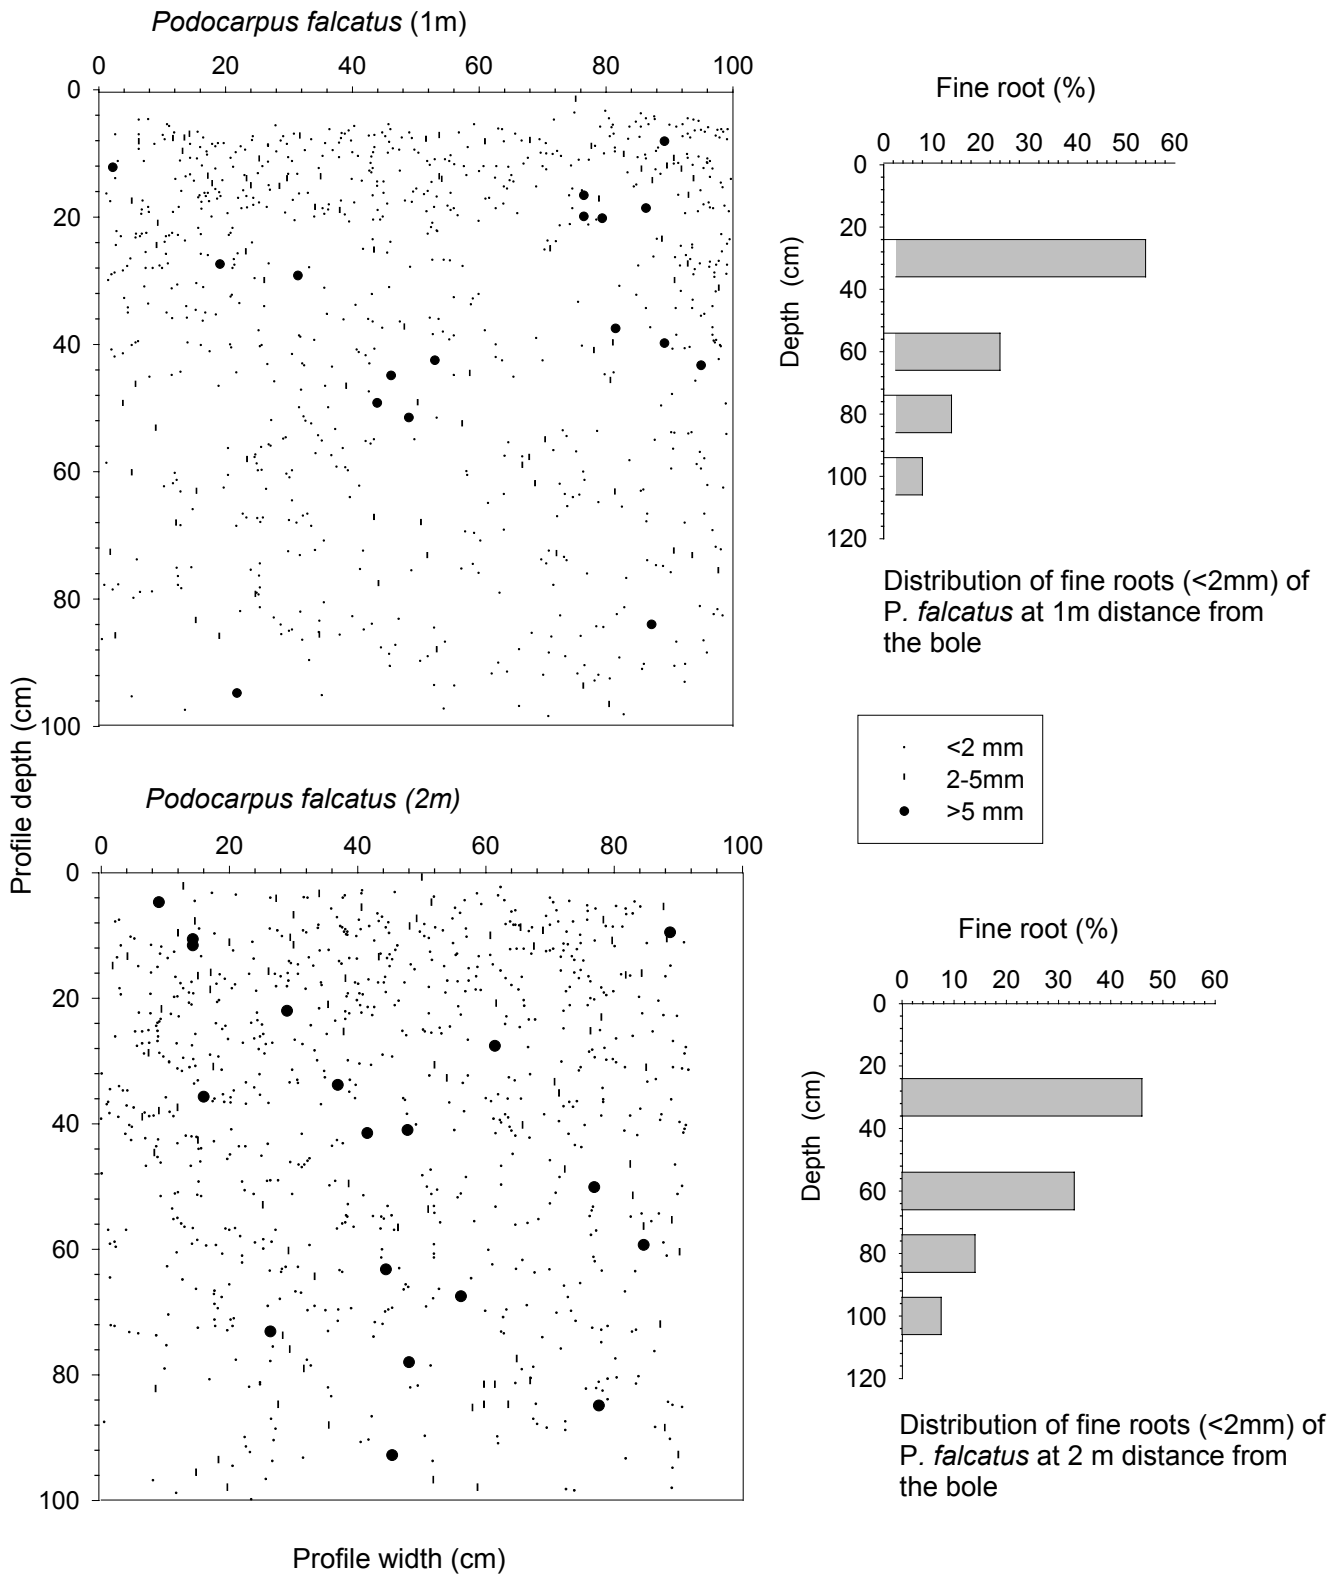 Podocarpus falcatus (1m)
0 20 40 60 80 100
0
20
40
60
80
100
Fine root (%)
0 10 20 30 40 50 60
0
20
40
60
80
100
120
Depth (cm)
Distribution of fine roots (<2mm) of
P. falcatus at 1m distance from
the bole
<2 mm
2-5mm
>5 mm
Profile depth (cm)
Podocarpus falcatus (2m)
0 20 40 60 80 100
0
20
40
60
80
100
Profile width (cm)
Fine root (%)
0 10 20 30 40 50 60
0
20
40
60
80
100
120
Depth (cm)
Distribution of fine roots (<2mm) of
P. falcatus at 2 m distance from
the bole